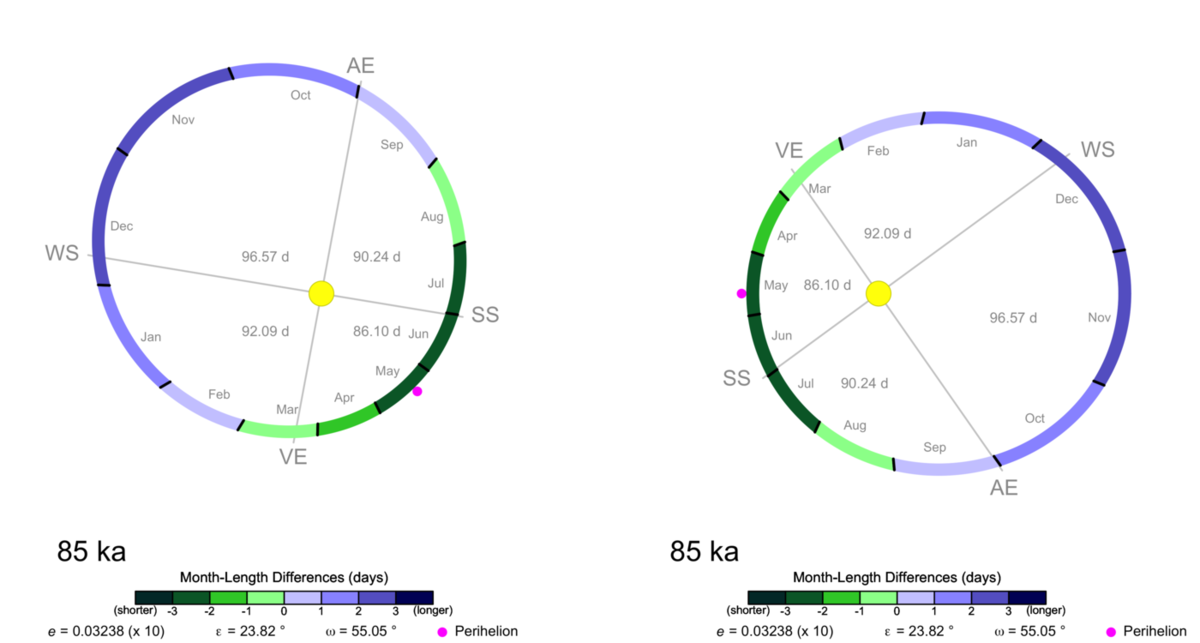 AE
Oct
Nov
Sep
Aug
Dec
WS
96.57 d
90.24 d
Jul
SS
92.09 d
86.10 d
Jun
Jan
May
Feb
Mar
Apr
VE
85 ka
Month-Length Differences (days)
(shorter) -3 -2 -1 0 1 2 3 (longer)
e = 0.03238 (x 10) ε = 23.82 ° ω = 55.05 ° Perihelion
VE
Feb
Jan
WS
Mar
Dec
Apr
92.09 d
May
86.10 d
96.57 d
Nov
Jun
SS
Jul
90.24 d
Aug
Oct
Sep
AE
85 ka
Month-Length Differences (days)
(shorter) -3 -2 -1 0 1 2 3 (longer)
e = 0.03238 (x 10) ε = 23.82 ° ω = 55.05 ° Perihelion